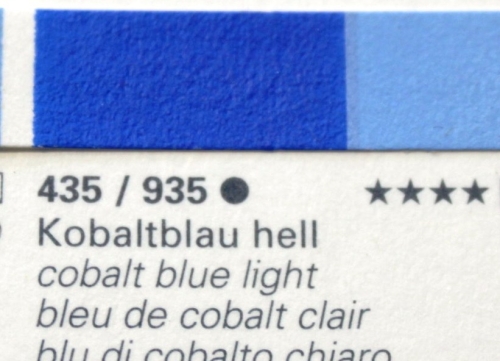 435 / 935 ● ★★★★
Kobaltblau hell
cobalt blue light
bleu de cobalt clair
blu di cobalto chiaro